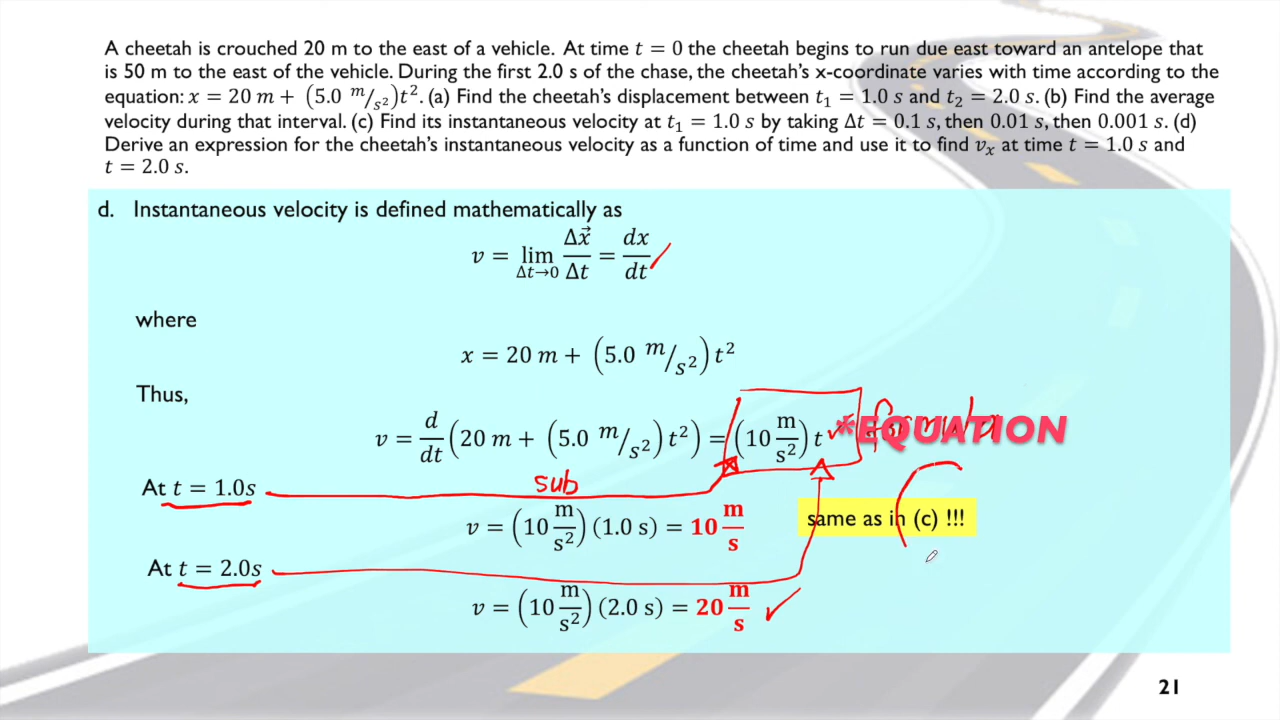 A cheetah is crouched 20 m to the east of a vehicle. At time t = 0 the cheetah begins to run due east toward an antelope that
is 50 m to the east of the vehicle. During the first 2.0 s of the chase, the cheetah's x-coordinate varies with time according to the
equation: x = 20 m + (5.0 m/s²)t². (a) Find the cheetah's displacement between t₁ = 1.0 s and t₂ = 2.0 s. (b) Find the average
velocity during that interval. (c) Find its instantaneous velocity at t₁ = 1.0 s by taking Δt = 0.1 s, then 0.01 s, then 0.001 s. (d)
Derive an expression for the cheetah's instantaneous velocity as a function of time and use it to find vₓ at time t = 1.0 s and
t = 2.0 s.
d. Instantaneous velocity is defined mathematically as
v = lim Δt→0 Δx⃗/Δt = dx/dt
where
x = 20 m + (5.0 m/s²) t²
Thus,
v = d/dt (20 m + (5.0 m/s²) t²) = (10 m/s²) t *EQUATION
At t = 1.0s sub
v = (10 m/s²) (1.0 s) = 10 m/s same as in (c) !!!
At t = 2.0s
v = (10 m/s²) (2.0 s) = 20 m/s
21